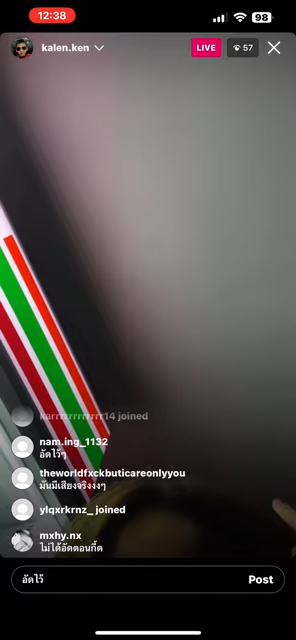 12:38
98
kalen.ken
LIVE
57
karrrrrrrrrrrr14 joined
nam.ing_1132
อัดไว้ๆ
theworldfxckbuticareonlyyou
มันมีเสียงจริงงงๆ
ylqxrkrnz_ joined
mxhy.nx
ไม่ได้อัดตอนกี้ด
อัดไว้
Post